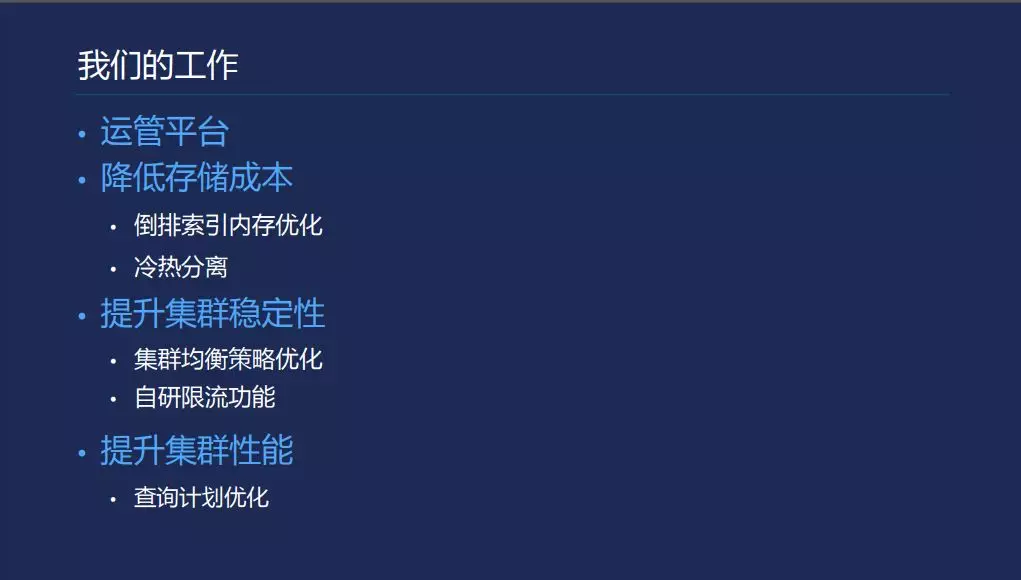 我们的工作
• 运管平台
• 降低存储成本
• 倒排索引内存优化
• 冷热分离
• 提升集群稳定性
• 集群均衡策略优化
• 自研限流功能
• 提升集群性能
• 查询计划优化